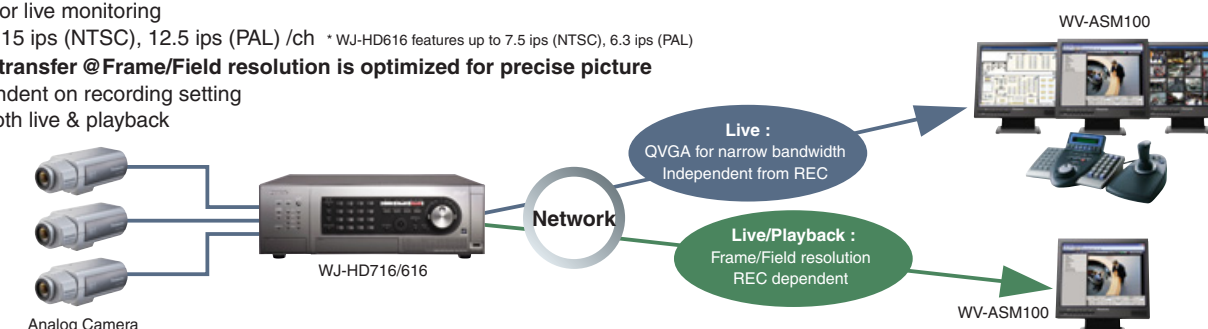 or live monitoring
15 ips (NTSC), 12.5 ips (PAL) /ch * WJ-HD616 features up to 7.5 ips (NTSC), 6.3 ips (PAL)
transfer @Frame/Field resolution is optimized for precise picture
ndent on recording setting
oth live & playback
WV-ASM100
Live :
QVGA for narrow bandwidth
Independent from REC
Network
Live/Playback :
Frame/Field resolution
REC dependent
WJ-HD716/616
WV-ASM100
Analog Camera